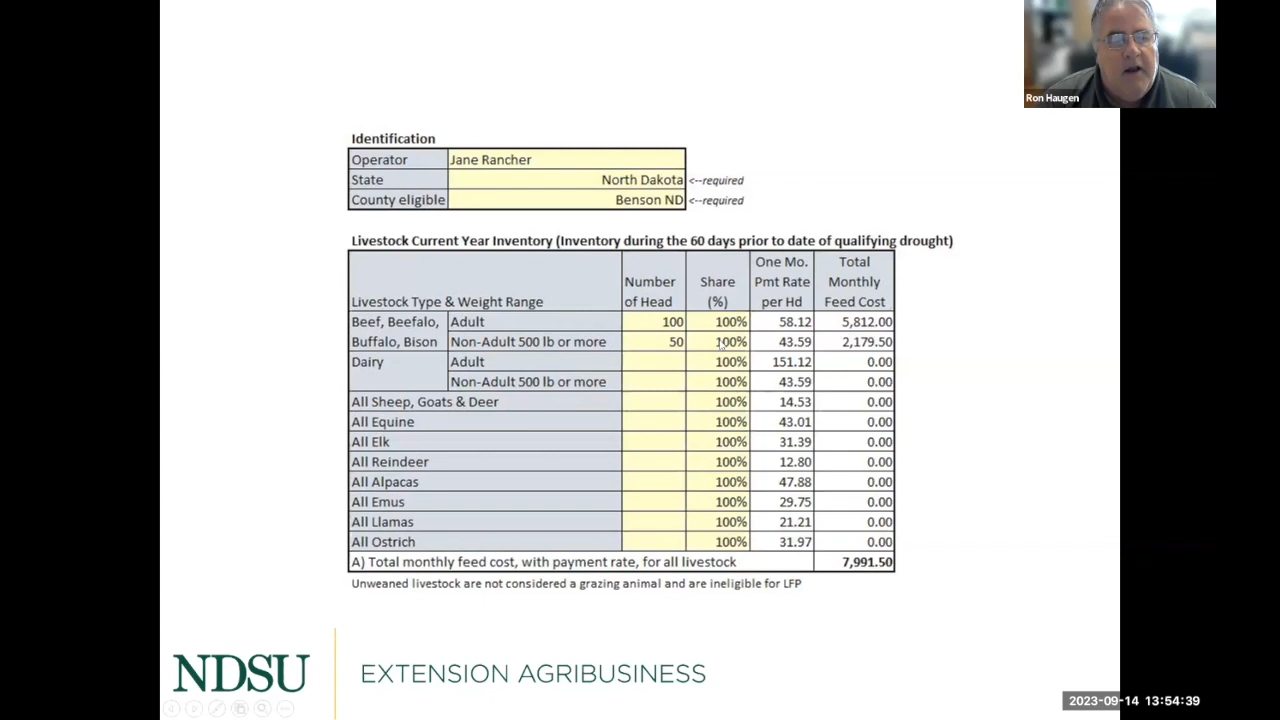 Ron Haugen
Identification
Operator Jane Rancher
State North Dakota <--required
County eligible Benson ND <--required
Livestock Current Year Inventory (Inventory during the 60 days prior to date of qualifying drought)
One Mo. Total
Number Share Pmt Rate Monthly
Livestock Type & Weight Range of Head (%) per Hd Feed Cost
Beef, Beefalo, Adult 100 100% 58.12 5,812.00
Buffalo, Bison Non-Adult 500 lb or more 50 100% 43.59 2,179.50
Dairy Adult 100% 151.12 0.00
Non-Adult 500 lb or more 100% 43.59 0.00
All Sheep, Goats & Deer 100% 14.53 0.00
All Equine 100% 43.01 0.00
All Elk 100% 31.39 0.00
All Reindeer 100% 12.80 0.00
All Alpacas 100% 47.88 0.00
All Emus 100% 29.75 0.00
All Llamas 100% 21.21 0.00
All Ostrich 100% 31.97 0.00
A) Total monthly feed cost, with payment rate, for all livestock 7,991.50
Unweaned livestock are not considered a grazing animal and are ineligible for LFP
NDSU EXTENSION AGRIBUSINESS
2023-09-14 13:54:39